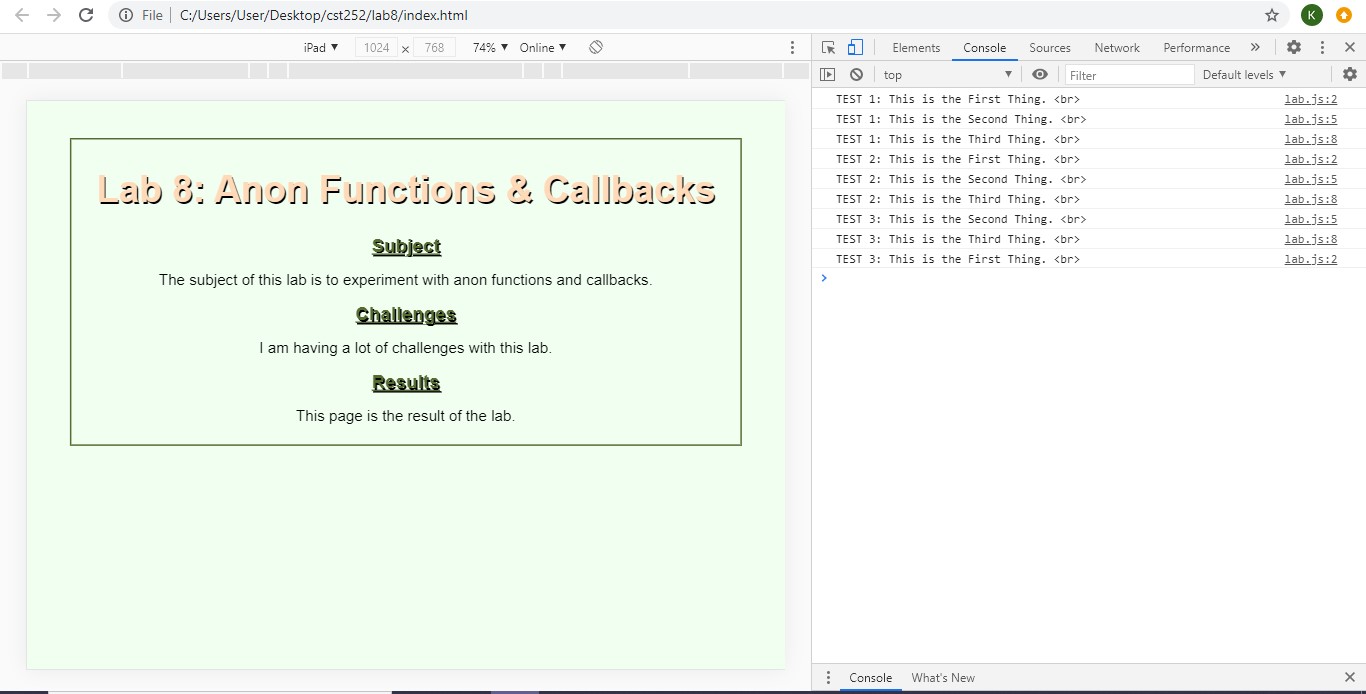 File C:/Users/User/Desktop/cst252/lab8/index.html K
iPad ▼ 1024 × 768 74% ▼ Online ▼
Elements Console Sources Network Performance »
top ▼ Filter Default levels ▼
Lab 8: Anon Functions & Callbacks
Subject
The subject of this lab is to experiment with anon functions and callbacks.
Challenges
I am having a lot of challenges with this lab.
Results
This page is the result of the lab.
TEST 1: This is the First Thing. <br> lab.js:2
TEST 1: This is the Second Thing. <br> lab.js:5
TEST 1: This is the Third Thing. <br> lab.js:8
TEST 2: This is the First Thing. <br> lab.js:2
TEST 2: This is the Second Thing. <br> lab.js:5
TEST 2: This is the Third Thing. <br> lab.js:8
TEST 3: This is the Second Thing. <br> lab.js:5
TEST 3: This is the Third Thing. <br> lab.js:8
TEST 3: This is the First Thing. <br> lab.js:2
Console What's New